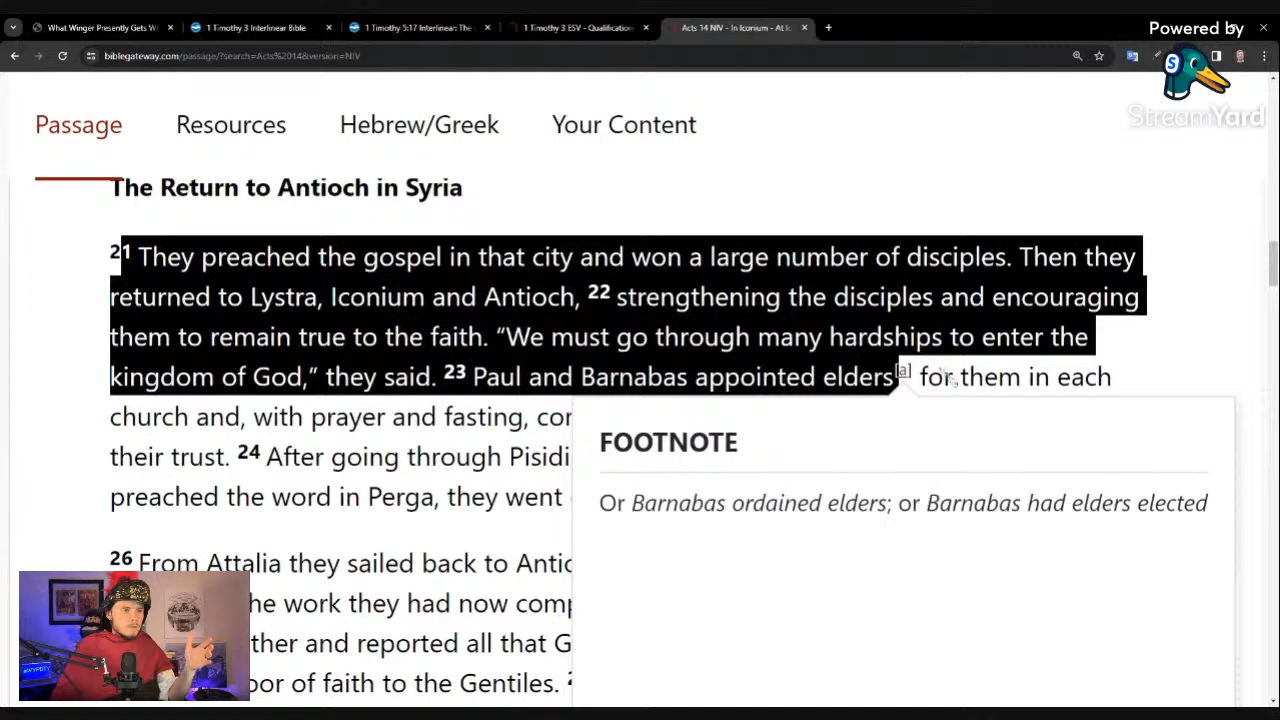 What Winger Presently Gets W
1 Timothy 3 Interlinear Bible
1 Timothy 5:17 Interlinear: The
1 Timothy 3 ESV - Qualification
Acts 14 NIV - In Iconium - At Ic
Powered by
biblegateway.com/passage/?search=Acts%2014&version=NIV
StreamYard
Passage
Resources
Hebrew/Greek
Your Content
The Return to Antioch in Syria
21 They preached the gospel in that city and won a large number of disciples. Then they
returned to Lystra, Iconium and Antioch, 22 strengthening the disciples and encouraging
them to remain true to the faith. “We must go through many hardships to enter the
kingdom of God,” they said. 23 Paul and Barnabas appointed elders[a] for them in each
church and, with prayer and fasting, co
their trust. 24 After going through Pisidi
preached the word in Perga, they went
FOOTNOTE
Or Barnabas ordained elders; or Barnabas had elders elected
26 From Attalia they sailed back to Antio
he work they had now comp
ther and reported all that G
oor of faith to the Gentiles.
#WYPDTY